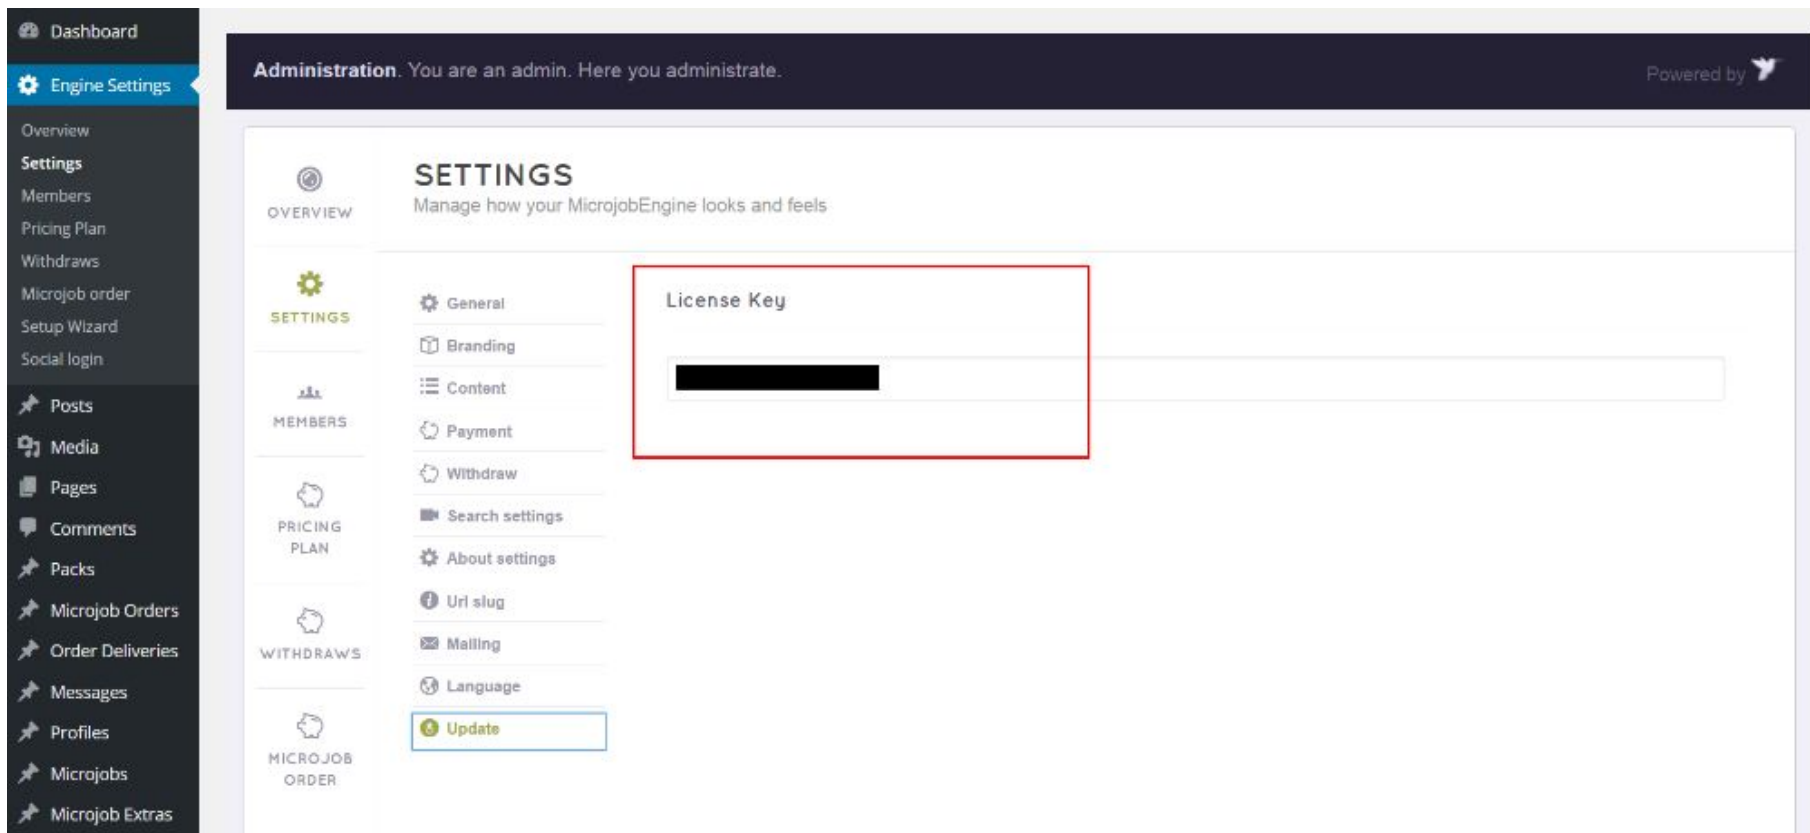 Dashboard
Engine Settings
Overview
Settings
Members
Pricing Plan
Withdraws
Microjob order
Setup Wizard
Social login
Posts
Media
Pages
Comments
Packs
Microjob Orders
Order Deliveries
Messages
Profiles
Microjobs
Microjob Extras
Administration. You are an admin. Here you administrate.
Powered by
OVERVIEW
SETTINGS
MEMBERS
PRICING
PLAN
WITHDRAWS
MICROJOB
ORDER
SETTINGS
Manage how your MicrojobEngine looks and feels
General
Branding
Content
Payment
Withdraw
Search settings
About settings
Url slug
Mailing
Language
Update
License Key